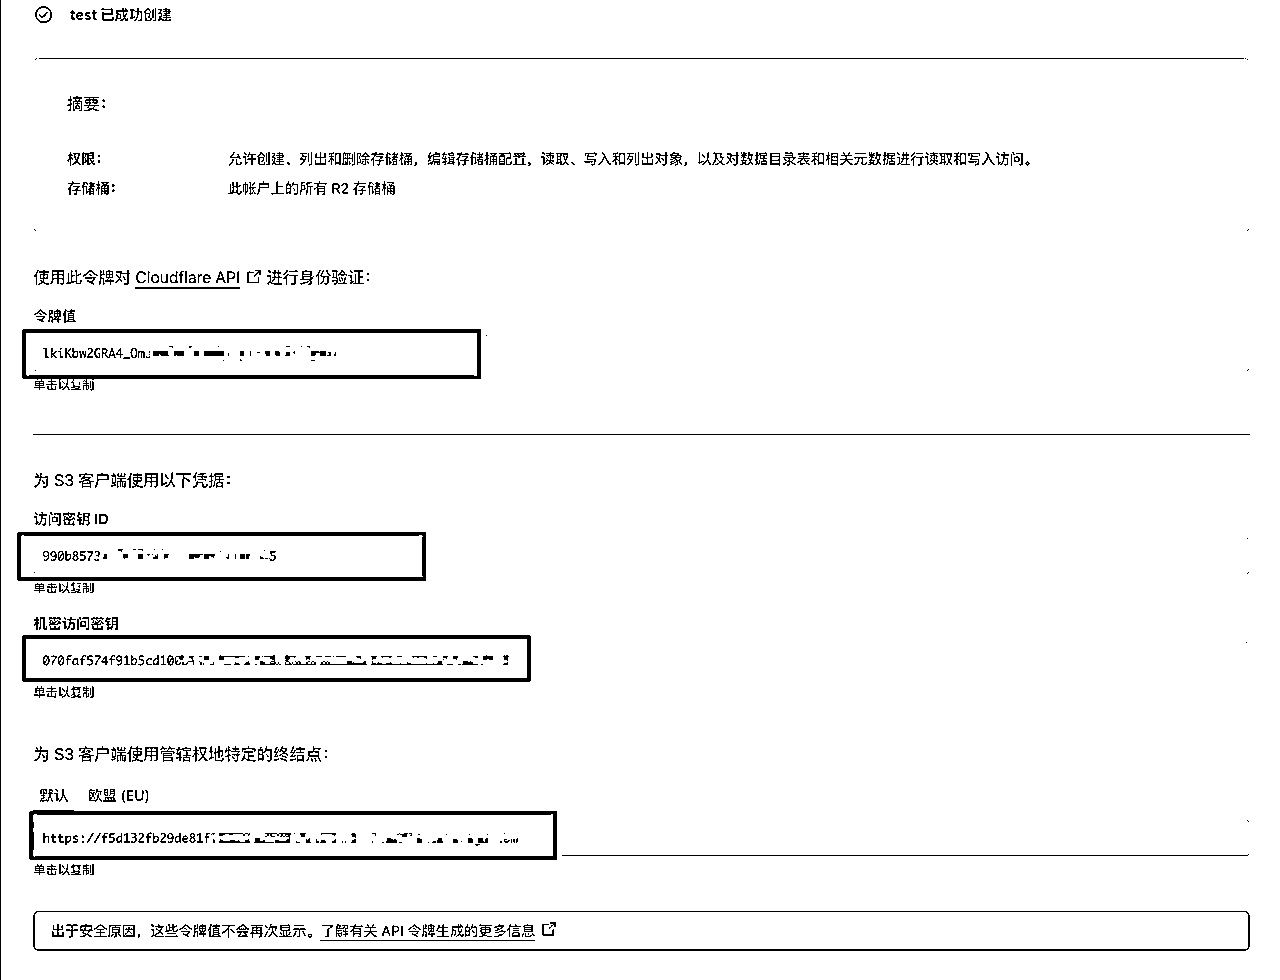 test 已成功创建
摘要：
权限： 允许创建、列出和删除存储桶，编辑存储桶配置，读取、写入和列出对象，以及对数据目录表和相关元数据进行读取和写入访问。
存储桶： 此帐户上的所有 R2 存储桶
使用此令牌对 Cloudflare API 进行身份验证：
令牌值
单击以复制
为 S3 客户端使用以下凭据：
访问密钥 ID
990b8573
单击以复制
机密访问密钥
070faf574f91b5cd100
单击以复制
为 S3 客户端使用管辖权地特定的终结点：
默认 欧盟 (EU)
https://f5d132fb29de81f
单击以复制
出于安全原因，这些令牌值不会再次显示。了解有关 API 令牌生成的更多信息